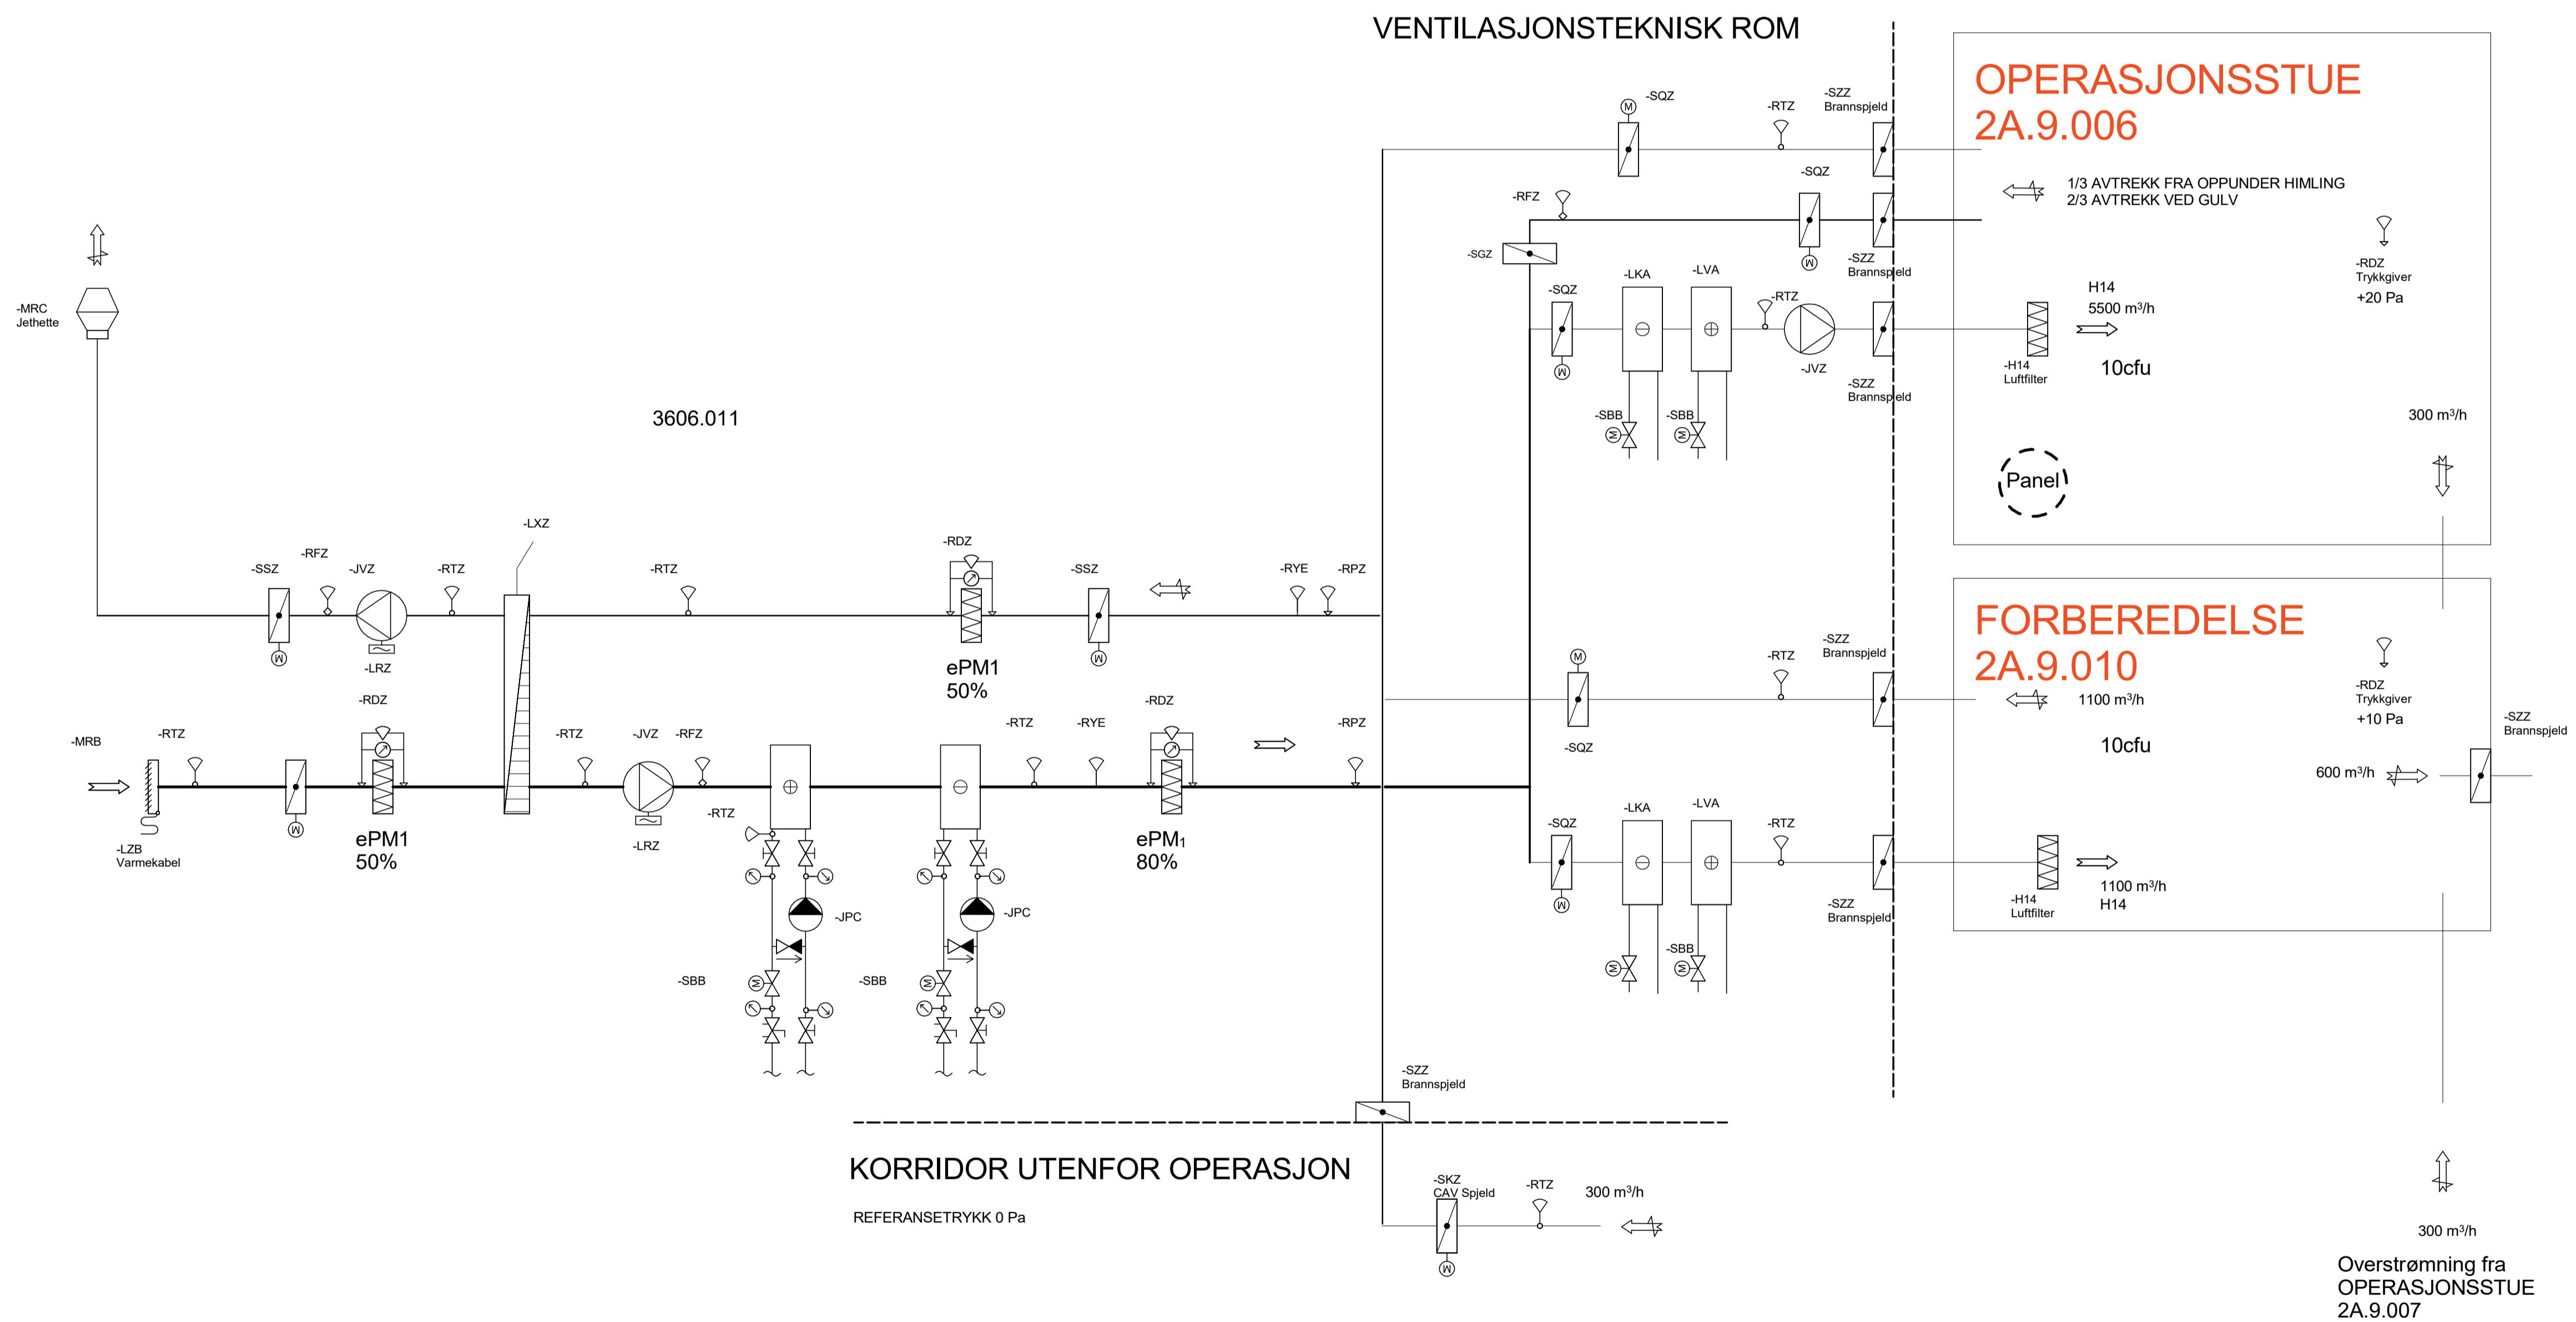 VENTILASJONSTEKNISK ROM
OPERASJONSSTUE
2A.9.006
-SQZ
M
-RTZ
-SZZ
Brannspjeld
-SQZ
M
-SZZ
Brannspjeld
-RFZ
-SGZ
1/3 AVTREKK FRA OPPUNDER HIMLING
2/3 AVTREKK VED GULV
-RDZ
Trykkgiver
+20 Pa
-MRC
Jethette
-SQZ
M
-LKA
-LVA
-RTZ
-JVZ
-SZZ
Brannspjeld
-SBB
M
-SBB
M
H14
5500 m³/h
-H14
Luftfilter
10cfu
300 m³/h
Panel
3606.011
-LXZ
-SSZ
M
-RFZ
-JVZ
-LRZ
-RTZ
-RTZ
-RDZ
ePM1
50%
-SSZ
M
-RYE
-RPZ
FORBEREDELSE
2A.9.010
M
-SQZ
-RTZ
-SZZ
Brannspjeld
1100 m³/h
-RDZ
Trykkgiver
+10 Pa
10cfu
600 m³/h
-SZZ
Brannspjeld
-MRB
-RTZ
-LZB
Varmekabel
M
-RDZ
ePM1
50%
-RTZ
-JVZ
-RFZ
-LRZ
-RTZ
-RTZ
-RYE
-RDZ
ePM₁
80%
-RPZ
-JPC
-JPC
-SBB
M
-SBB
M
-SQZ
M
-LKA
-LVA
-RTZ
-SZZ
Brannspjeld
M
-SBB
M
-H14
Luftfilter
1100 m³/h
H14
-SZZ
Brannspjeld
KORRIDOR UTENFOR OPERASJON
REFERANSETRYKK 0 Pa
-SKZ
CAV Spjeld
M
-RTZ
300 m³/h
300 m³/h
Overstrømning fra
OPERASJONSSTUE
2A.9.007